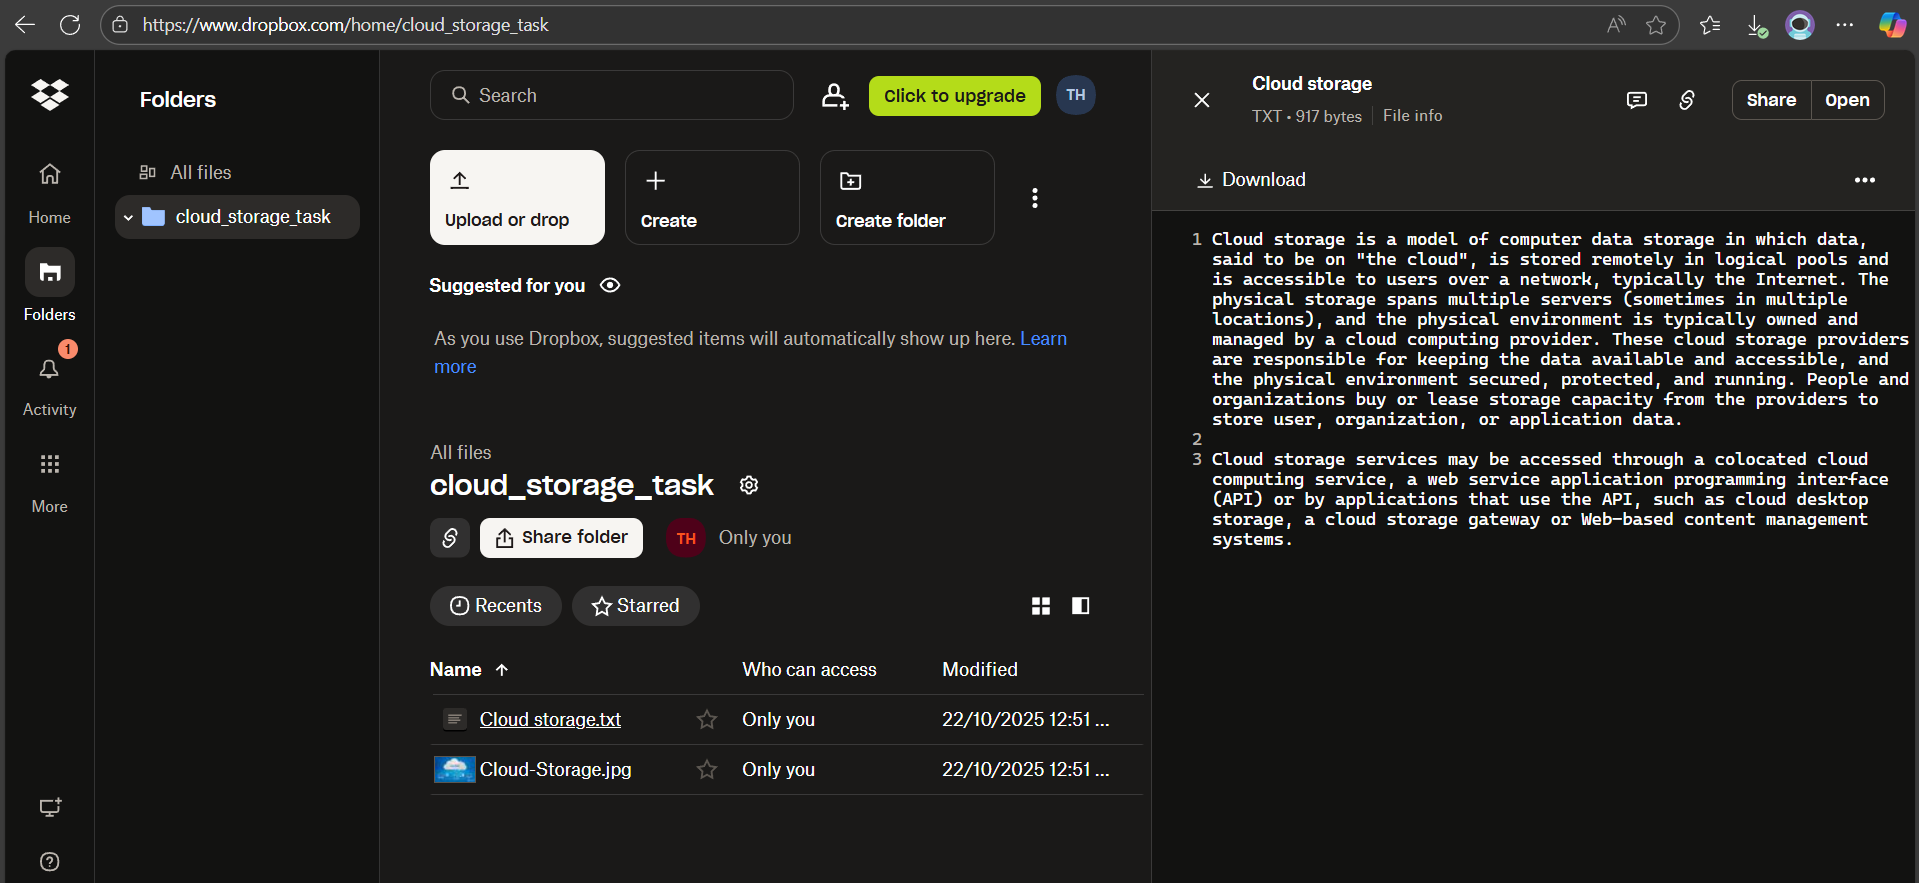 https://www.dropbox.com/home/cloud_storage_task
Folders
All files
cloud_storage_task
Home
Folders
1
Activity
More
Search
Click to upgrade
TH
Upload or drop
Create
Create folder
Suggested for you
As you use Dropbox, suggested items will automatically show up here. Learn
more
All files
cloud_storage_task
Share folder
TH
Only you
Recents
Starred
Name
Who can access
Modified
Cloud storage.txt
Only you
22/10/2025 12:51 ...
Cloud-Storage.jpg
Only you
22/10/2025 12:51 ...
Cloud storage
TXT • 917 bytes
File info
Share
Open
Download
1 Cloud storage is a model of computer data storage in which data,
said to be on "the cloud", is stored remotely in logical pools and
is accessible to users over a network, typically the Internet. The
physical storage spans multiple servers (sometimes in multiple
locations), and the physical environment is typically owned and
managed by a cloud computing provider. These cloud storage providers
are responsible for keeping the data available and accessible, and
the physical environment secured, protected, and running. People and
organizations buy or lease storage capacity from the providers to
store user, organization, or application data.
2
3 Cloud storage services may be accessed through a colocated cloud
computing service, a web service application programming interface
(API) or by applications that use the API, such as cloud desktop
storage, a cloud storage gateway or Web-based content management
systems.